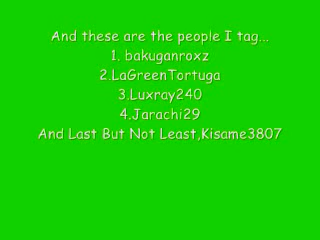 And these are the people I tag...
1. bakuganroxz
2.LaGreenTortuga
3.Luxray240
4.Jarachi29
And Last But Not Least,Kisame3807